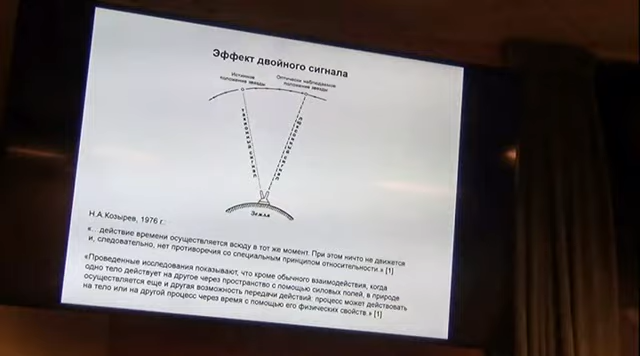 Эффект двойного сигнала
Истинное
положение звезды
Оптически наблюдаемое
положение звезды
Земля
Н.А.Козырев, 1976 г.:
«... действие времени осуществляется всюду в тот же момент. При этом ничто не движется
и, следовательно, нет противоречия со специальным принципом относительности.» [1]
«Проведенные исследования показывают, что кроме обычного взаимодействия, когда
одно тело действует на другое через пространство с помощью силовых полей, в природе
осуществляется еще и другая возможность передачи действий: процесс может действовать
на тело или на другой процесс через время с помощью его физических свойств.» [1]